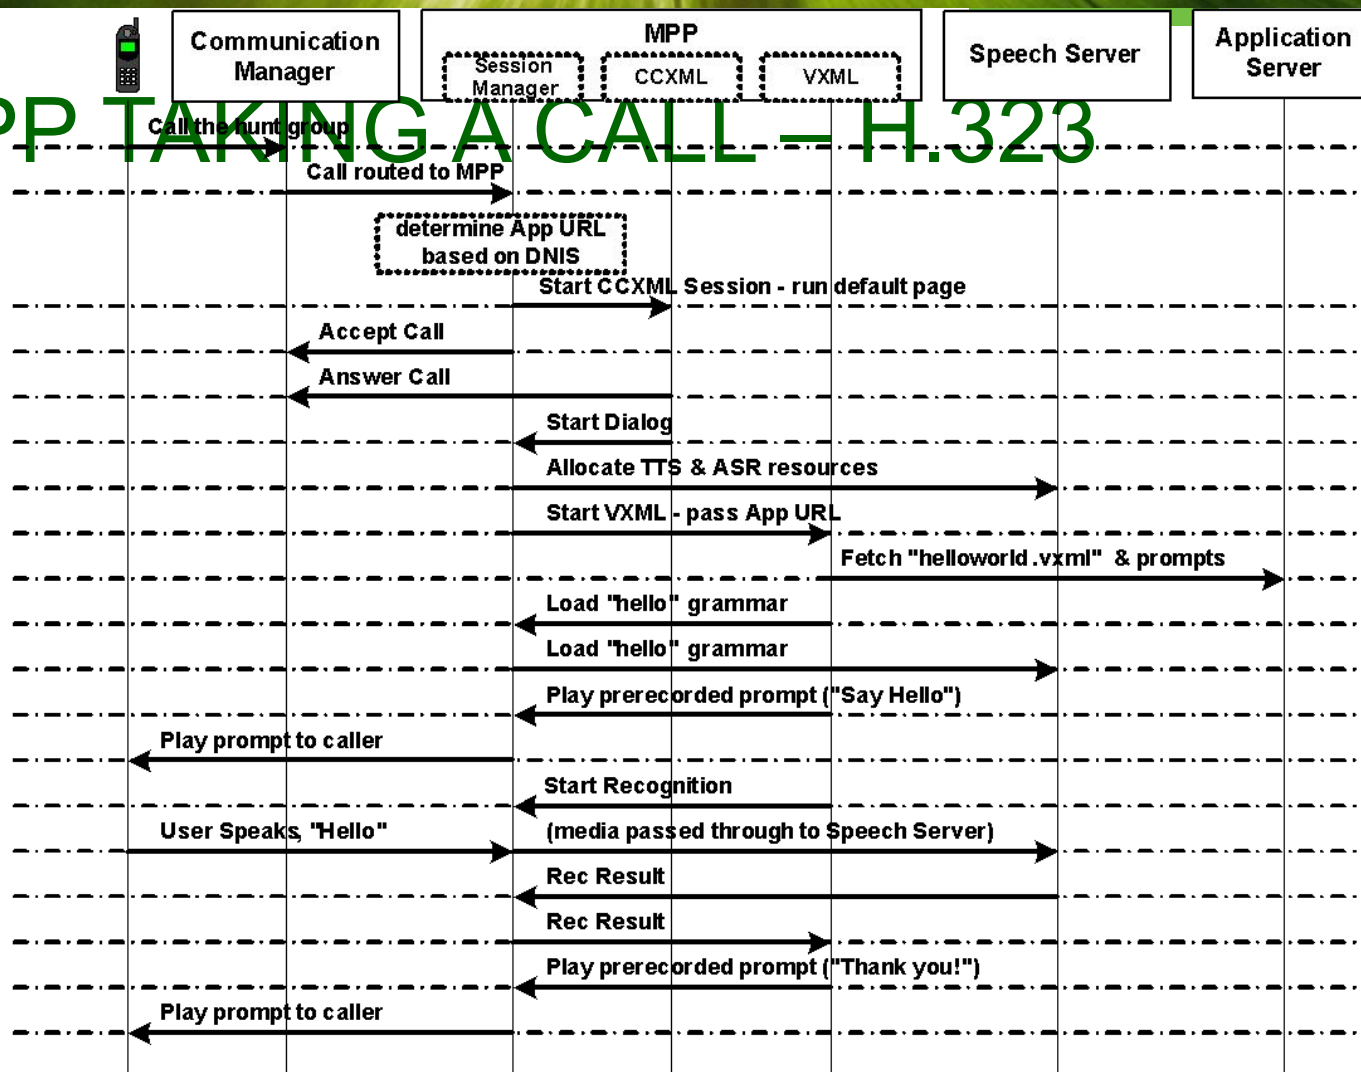 Communication
Manager
MPP
Session
Manager
CCXML
VXML
Speech Server
Application
Server
PP TAKING A CALL – H.323
Call the hunt group
Call routed to MPP
determine App URL
based on DNIS
Start CCXML Session - run default page
Accept Call
Answer Call
Start Dialog
Allocate TTS & ASR resources
Start VXML - pass App URL
Fetch "helloworld.vxml" & prompts
Load "hello" grammar
Load "hello" grammar
Play prerecorded prompt ("Say Hello")
Play prompt to caller
Start Recognition
User Speaks, "Hello"
(media passed through to Speech Server)
Rec Result
Rec Result
Play prerecorded prompt ("Thank you!")
Play prompt to caller